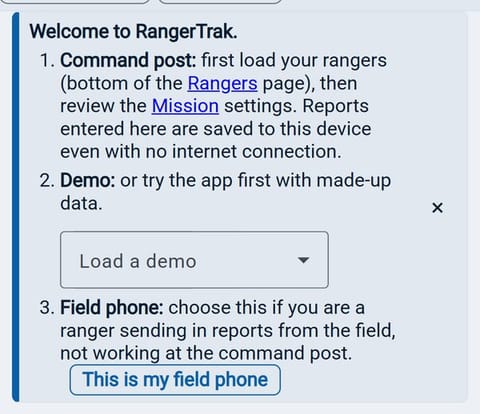 Welcome to RangerTrak.
1. Command post: first load your rangers
(bottom of the Rangers page), then
review the Mission settings. Reports
entered here are saved to this device
even with no internet connection.
2. Demo: or try the app first with made-up
data.
×
Load a demo
3. Field phone: choose this if you are a
ranger sending in reports from the field,
not working at the command post.
This is my field phone